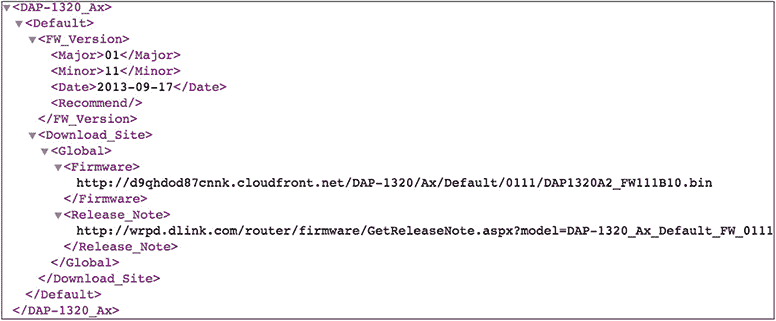 <DAP-1320_Ax>
<Default>
<FW_Version>
<Major>01</Major>
<Minor>11</Minor>
<Date>2013-09-17</Date>
<Recommend/>
</FW_Version>
<Download_Site>
<Global>
<Firmware>
http://d9qhdod87cnnk.cloudfront.net/DAP-1320/Ax/Default/0111/DAP1320A2_FW111B10.bin
</Firmware>
<Release_Note>
http://wrpd.dlink.com/router/firmware/GetReleaseNote.aspx?model=DAP-1320_Ax_Default_FW_0111
</Release_Note>
</Global>
</Download_Site>
</Default>
</DAP-1320_Ax>